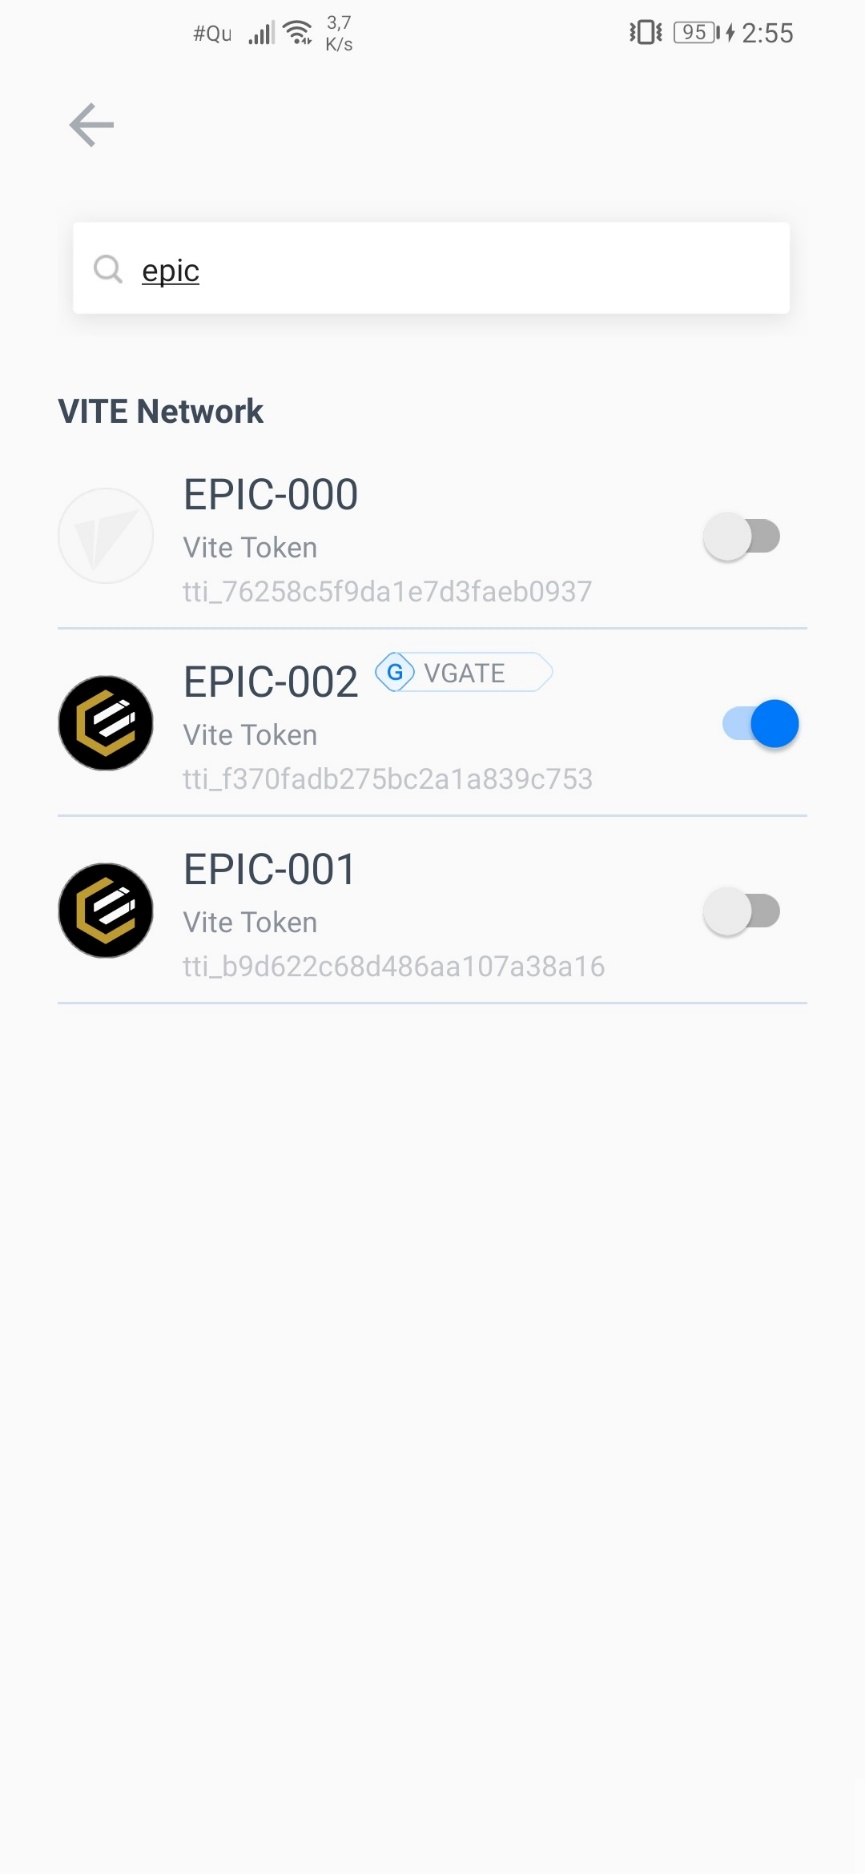 #Qu 3,7 K/s 95 2:55
epic
VITE Network
EPIC-000
Vite Token
tti_76258c5f9da1e7d3faeb0937
EPIC-002 G VGATE
Vite Token
tti_f370fadb275bc2a1a839c753
EPIC-001
Vite Token
tti_b9d622c68d486aa107a38a16